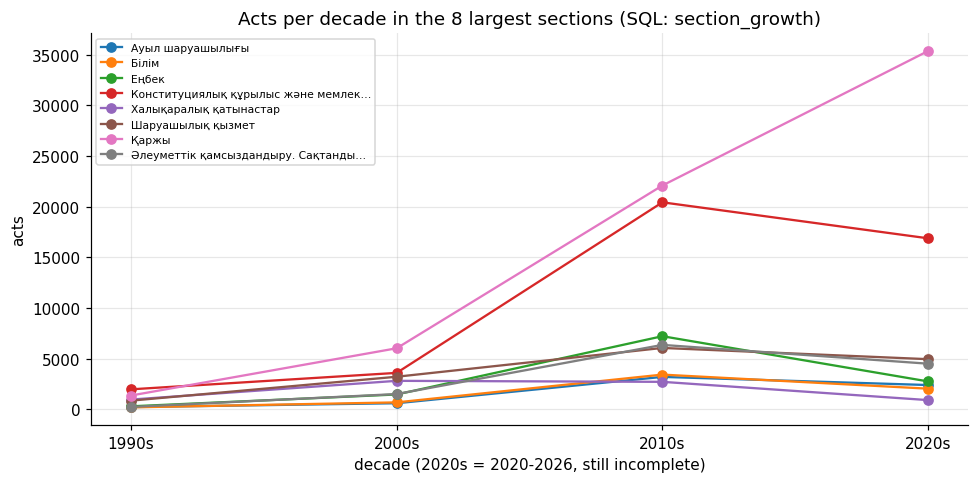 Acts per decade in the 8 largest sections (SQL: section_growth)
Ауыл шаруашылығы
Білім
Еңбек
Конституциялық құрылыс және мемлек...
Халықаралық қатынастар
Шаруашылық қызмет
Қаржы
Әлеуметтік қамсыздандыру. Сақтанды...
35000
30000
25000
20000
15000
10000
5000
0
acts
1990s 2000s 2010s 2020s
decade (2020s = 2020-2026, still incomplete)